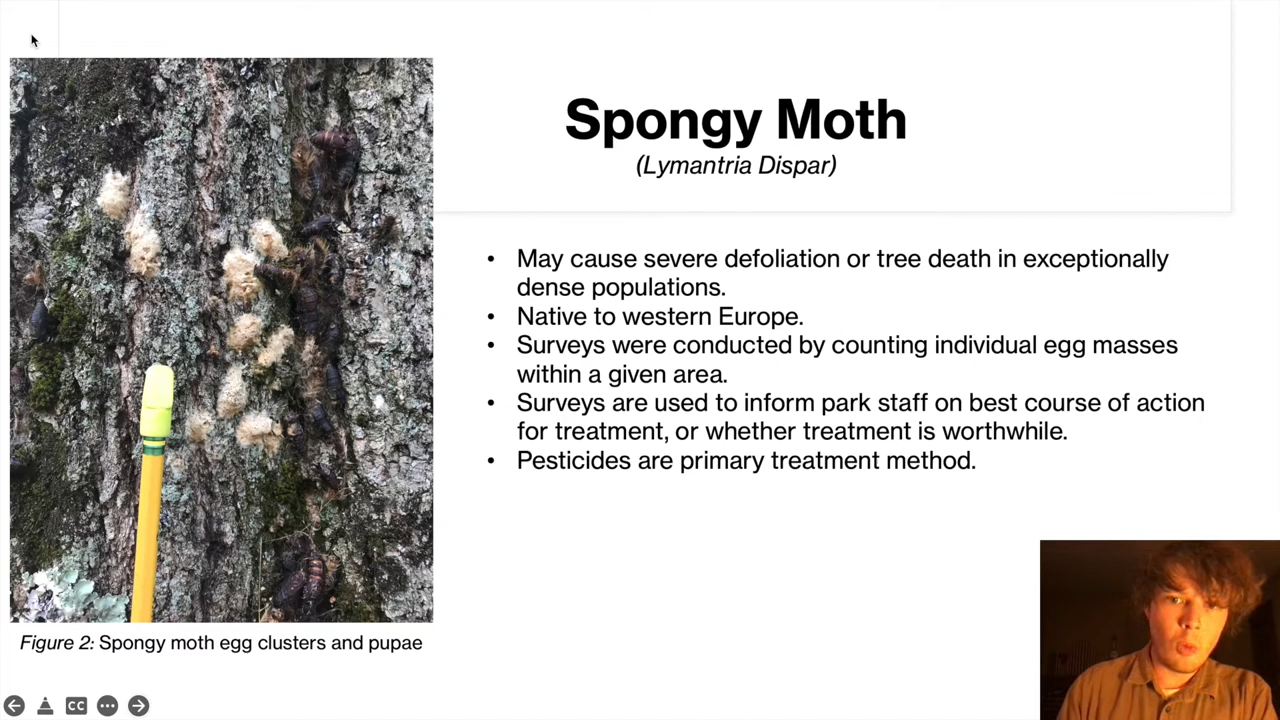 Spongy Moth
(Lymantria Dispar)
• May cause severe defoliation or tree death in exceptionally
dense populations.
• Native to western Europe.
• Surveys were conducted by counting individual egg masses
within a given area.
• Surveys are used to inform park staff on best course of action
for treatment, or whether treatment is worthwhile.
• Pesticides are primary treatment method.
Figure 2: Spongy moth egg clusters and pupae
CC